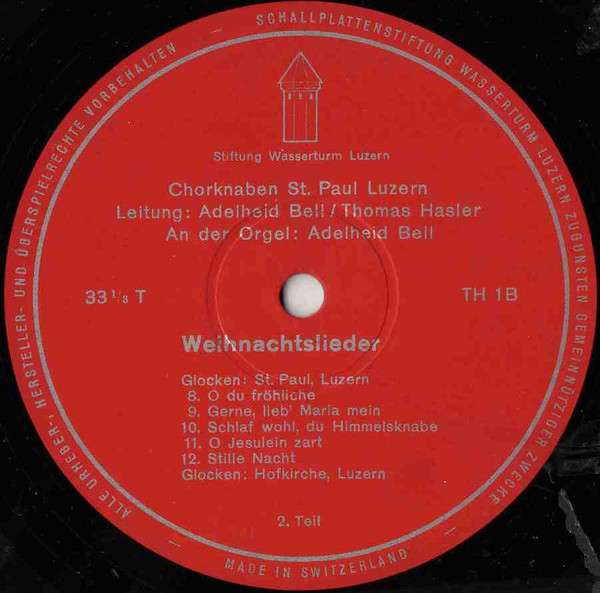 SCHALLPLATTENSTIFTUNG WASSERTURM LUZERN ZUGUNSTEN GEMEINNÜTZIGER ZWECKE
ALLE URHEBER-, HERSTELLER- UND ÜBERSPIELRECHTE VORBEHALTEN
Stiftung Wasserturm Luzern
Chorknaben St. Paul Luzern
Leitung: Adelheid Bell / Thomas Hasler
An der Orgel: Adelheid Bell
33⅓ T
TH 1B
Weihnachtslieder
Glocken: St. Paul, Luzern
8. O du fröhliche
9. Gerne, lieb' Maria mein
10. Schlaf wohl, du Himmelsknabe
11. O Jesulein zart
12. Stille Nacht
Glocken: Hofkirche, Luzern
2. Teil
MADE IN SWITZERLAND